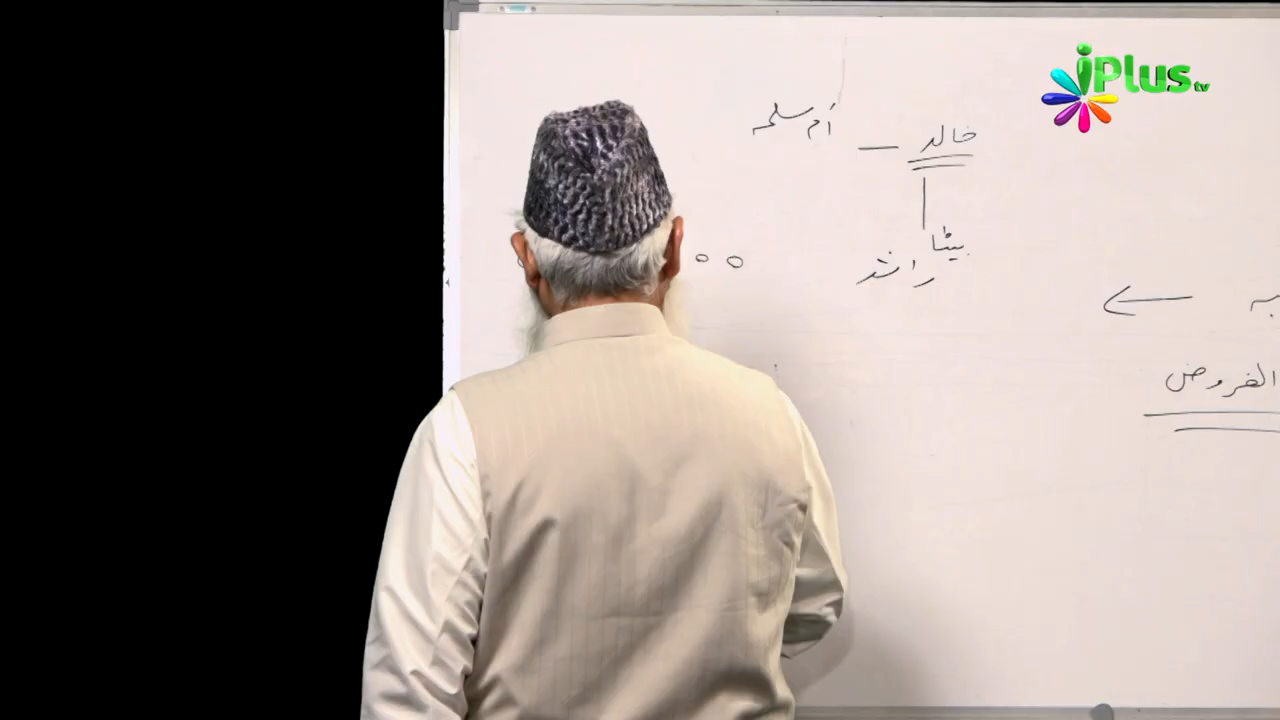 iPlus tv
أم سلمہ
خالد —
بیٹا
راشد
الفروض